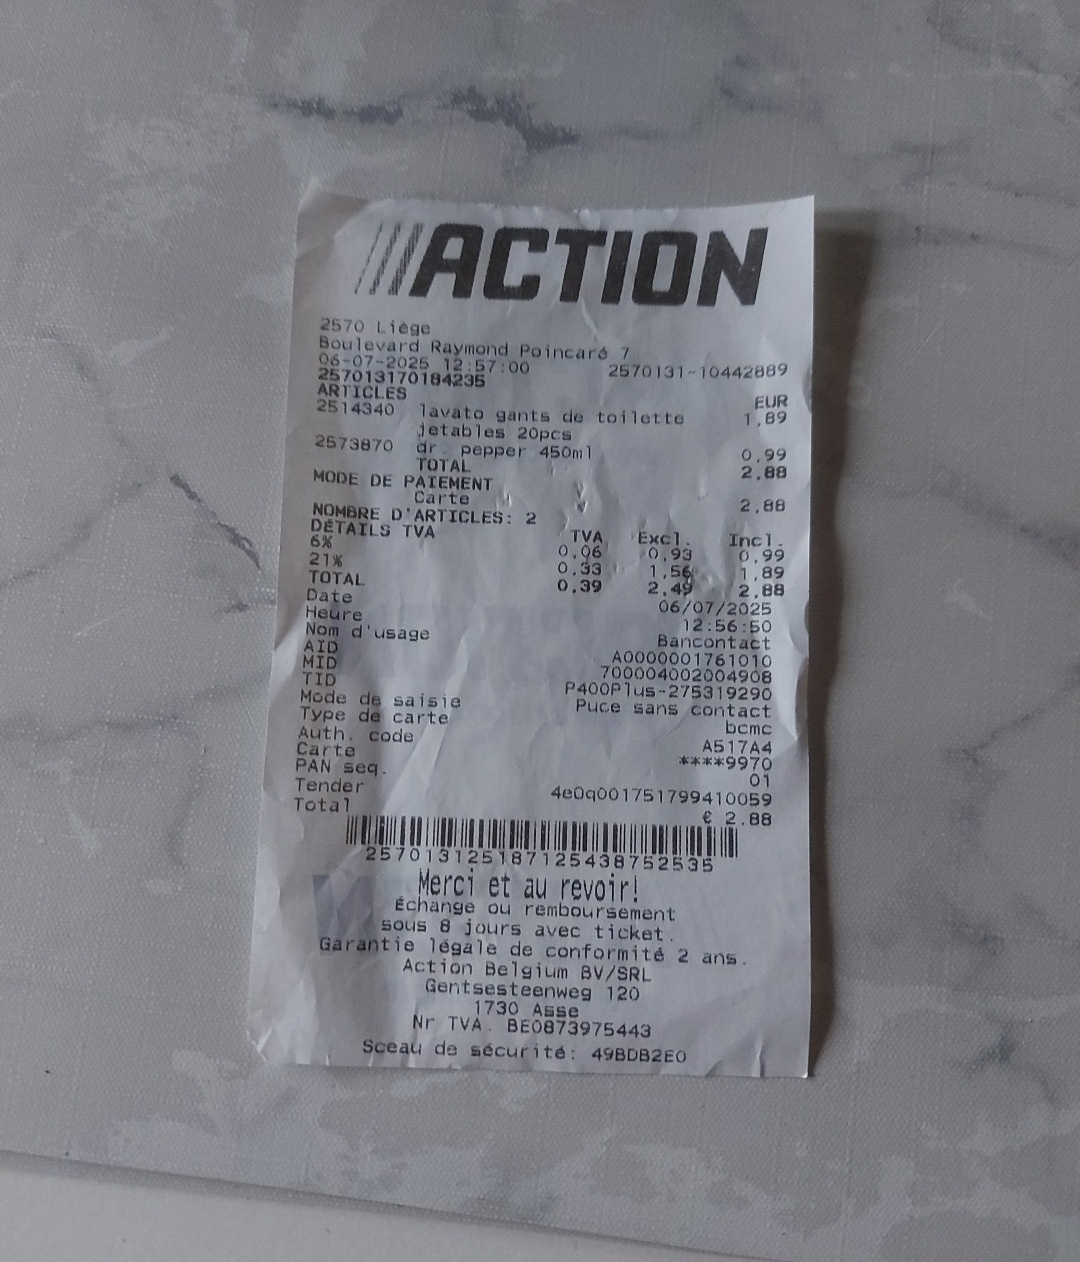 ACTION
2570 Liège
Boulevard Raymond Poincaré 7
06-07-2025 12:57:00 2570131-10442889
257013170184235
ARTICLES EUR
2514340 lavato gants de toilette 1,89
jetables 20pcs
2573870 dr. pepper 450ml 0,99
TOTAL 2,88
MODE DE PAIEMENT
Carte 2,88
NOMBRE D'ARTICLES: 2
DÉTAILS TVA TVA Excl. Incl.
6% 0,06 0,93 0,99
21% 0,33 1,56 1,89
TOTAL 0,39 2,49 2,88
Date 06/07/2025
Heure 12:56:50
Nom d'usage Bancontact
AID A0000001761010
MID 700004002004908
TID P400Plus-275319290
Mode de saisie Puce sans contact
Type de carte bcmc
Auth. code A517A4
Carte ****9970
PAN seq. 01
Tender 4e0q001751799410059
Total € 2.88
257013125187125438752535
Merci et au revoir!
Échange ou remboursement
sous 8 jours avec ticket.
Garantie légale de conformité 2 ans.
Action Belgium BV/SRL
Gentsesteenweg 120
1730 Asse
Nr TVA. BE0873975443
Sceau de sécurité: 49BDB2E0